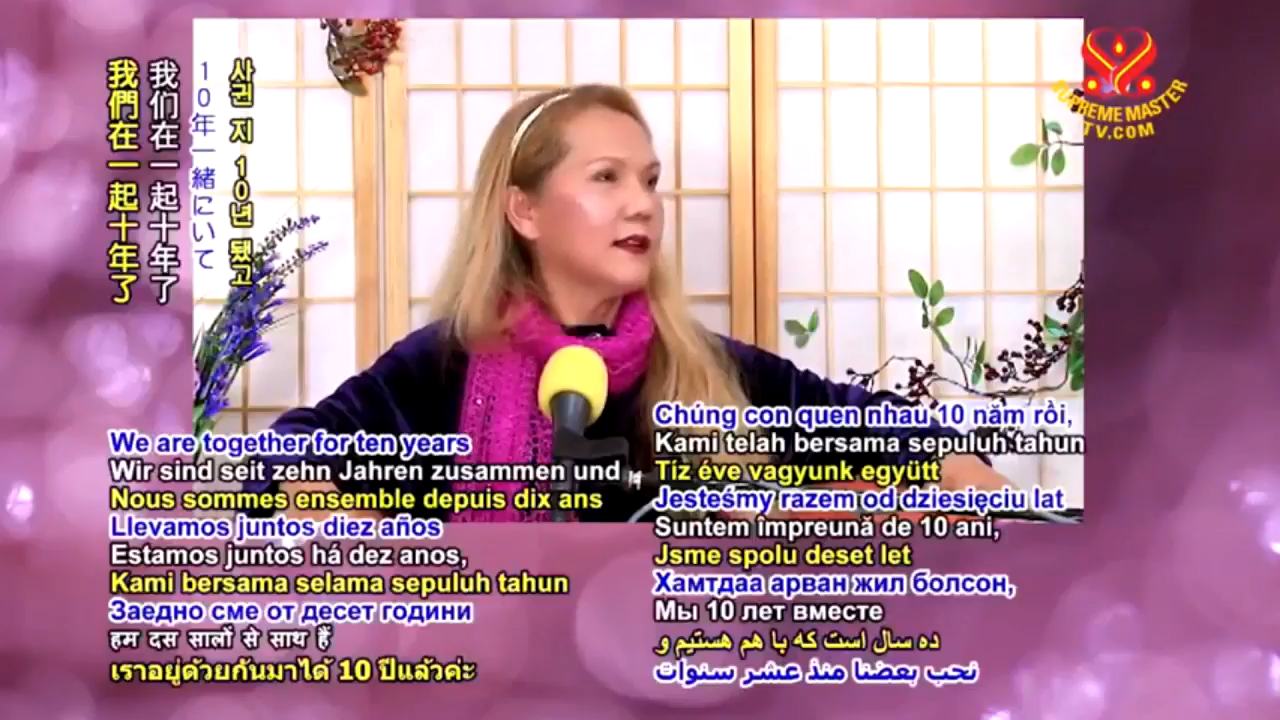 我們在一起十年了
我们在一起十年了
10年一緒にいて
사귄 지 10년 됐고
SUPREME MASTER
TV.COM
We are together for ten years
Wir sind seit zehn Jahren zusammen und
Nous sommes ensemble depuis dix ans
Llevamos juntos diez años
Estamos juntos há dez anos,
Kami bersama selama sepuluh tahun
Заедно сме от десет години
हम दस सालों से साथ हैं
เราอยู่ด้วยกันมาได้ 10 ปีแล้วค่ะ
Chúng con quen nhau 10 năm rồi,
Kami telah bersama sepuluh tahun
Tíz éve vagyunk együtt
Jesteśmy razem od dziesięciu lat
Suntem împreună de 10 ani,
Jsme spolu deset let
Хамтдаа арван жил болсон,
Мы 10 лет вместе
ده سال است که با هم هستیم و
نحب بعضنا منذ عشر سنوات